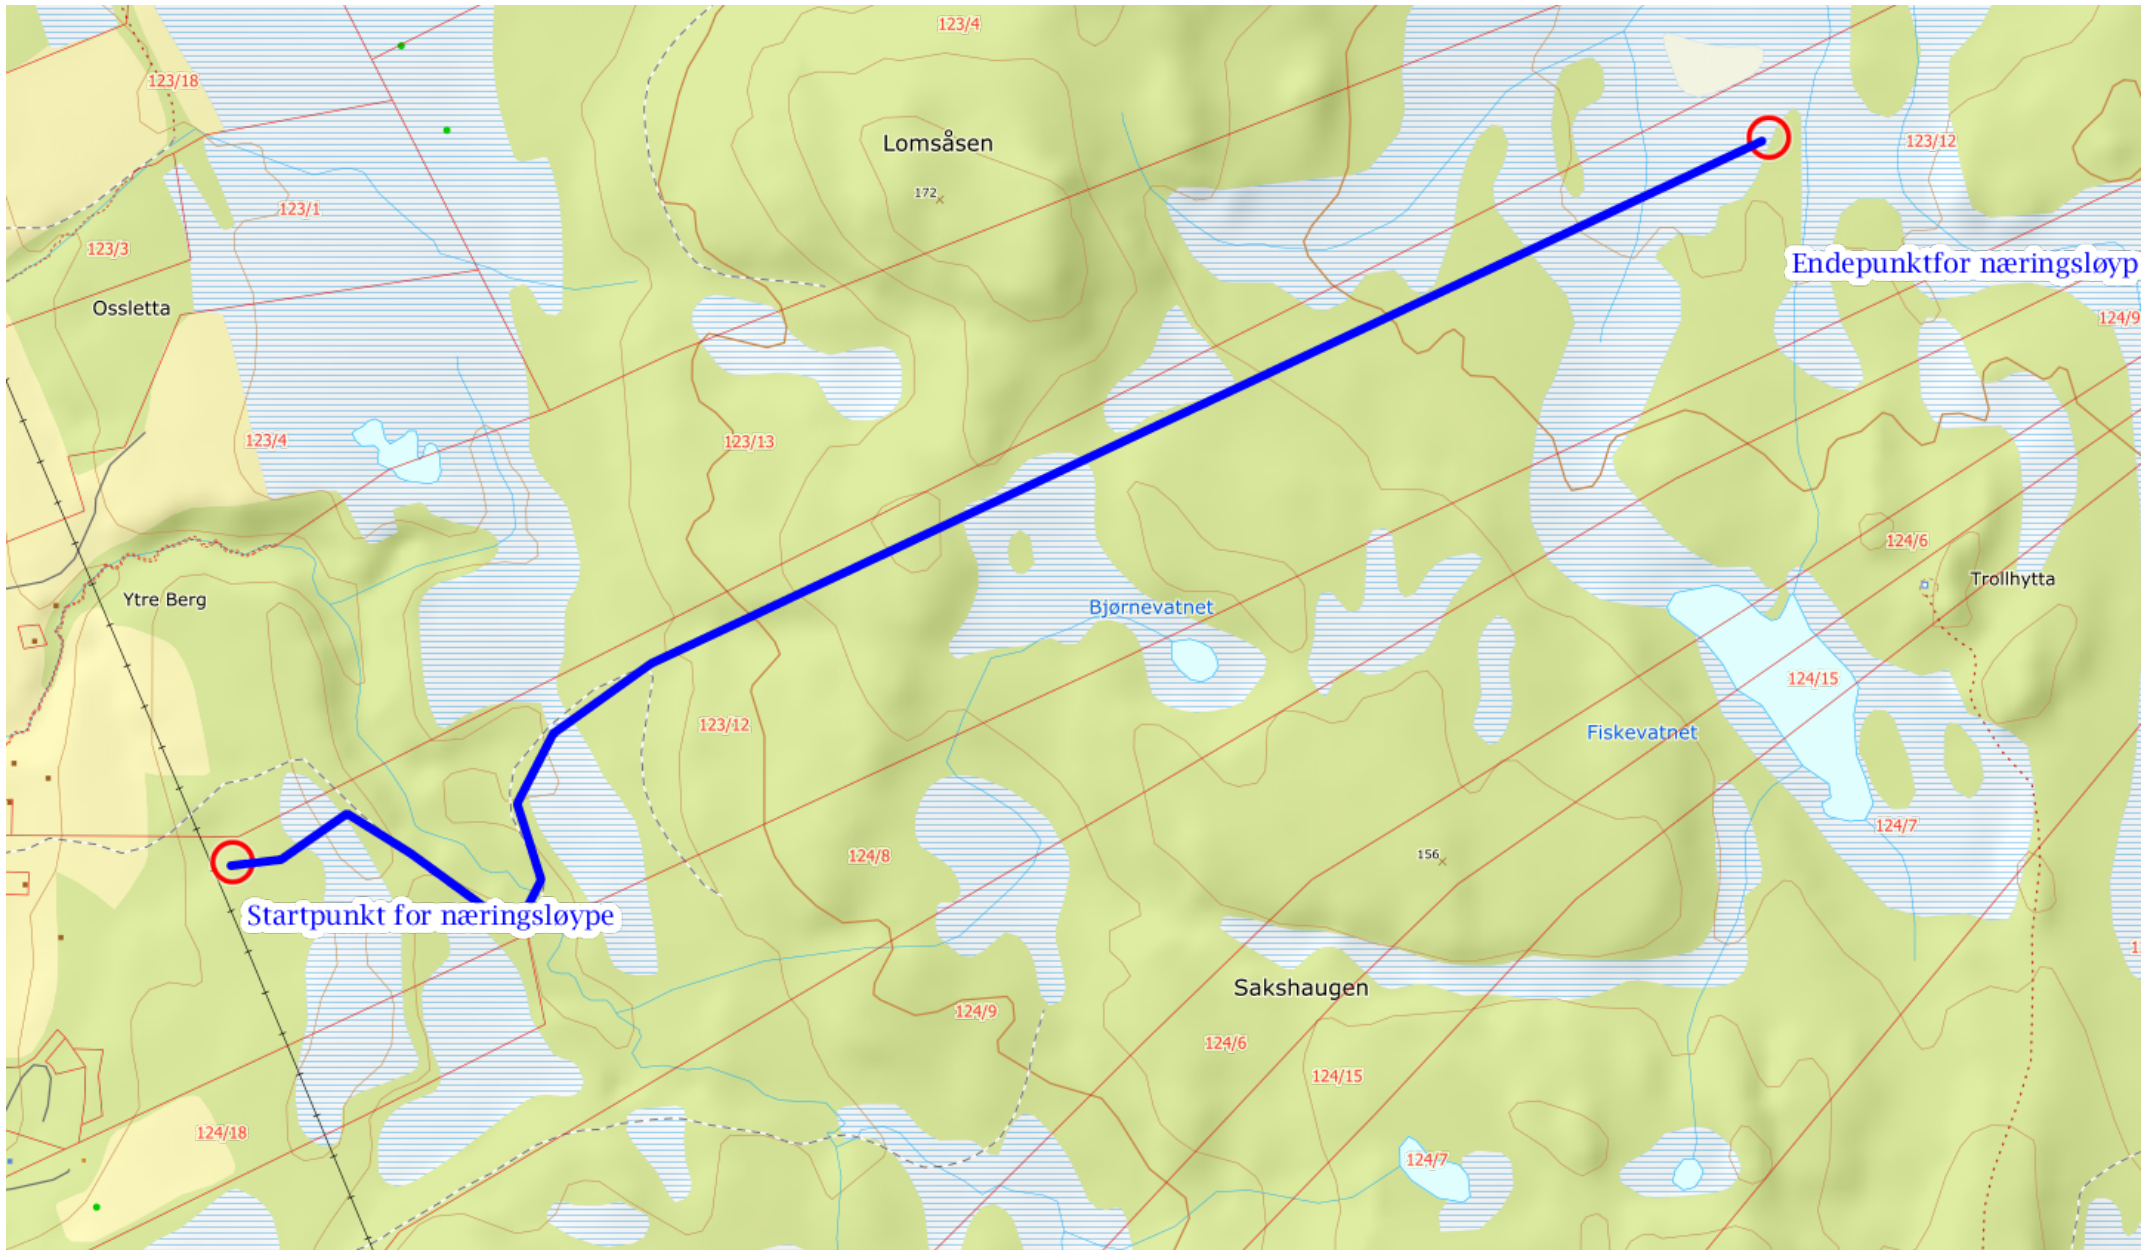 123/4
123/18
Lomsåsen
123/12
172
123/1
123/3
Endepunktfor næringsløyp
Ossletta
124/9
123/4
123/13
124/6
Trollhytta
Ytre Berg
Bjørnevatnet
124/15
123/12
Fiskevatnet
124/7
124/8
156
Startpunkt for næringsløype
Sakshaugen
124/9
124/6
124/15
124/18
124/7